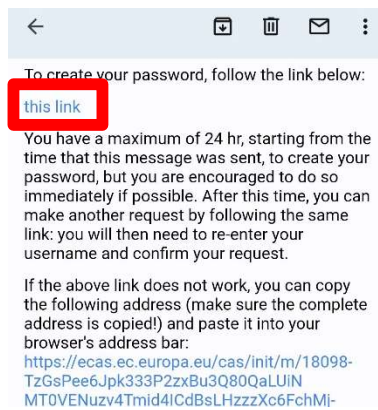 To create your password, follow the link below:
this link
You have a maximum of 24 hr, starting from the
time that this message was sent, to create your
password, but you are encouraged to do so
immediately if possible. After this time, you can
make another request by following the same
link: you will then need to re-enter your
username and confirm your request.
If the above link does not work, you can copy
the following address (make sure the complete
address is copied!) and paste it into your
browser's address bar:
https://ecas.ec.europa.eu/cas/init/m/18098-
TzGsPee6Jpk333P2zxBu3Q80QaLUiN
MT0VENuzv4Tmid4ICdBsLHzzzXc6FchMj-